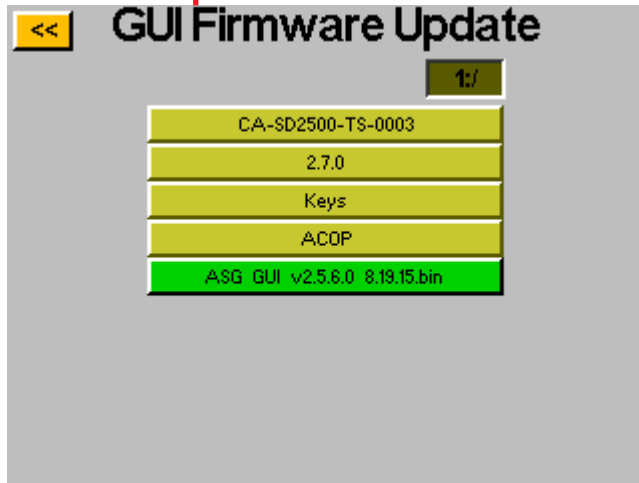 << GUI Firmware Update
1:/
CA-SD2500-TS-0003
2.7.0
Keys
ACOP
ASG GUI v2.5.6.0 8.19.15.bin